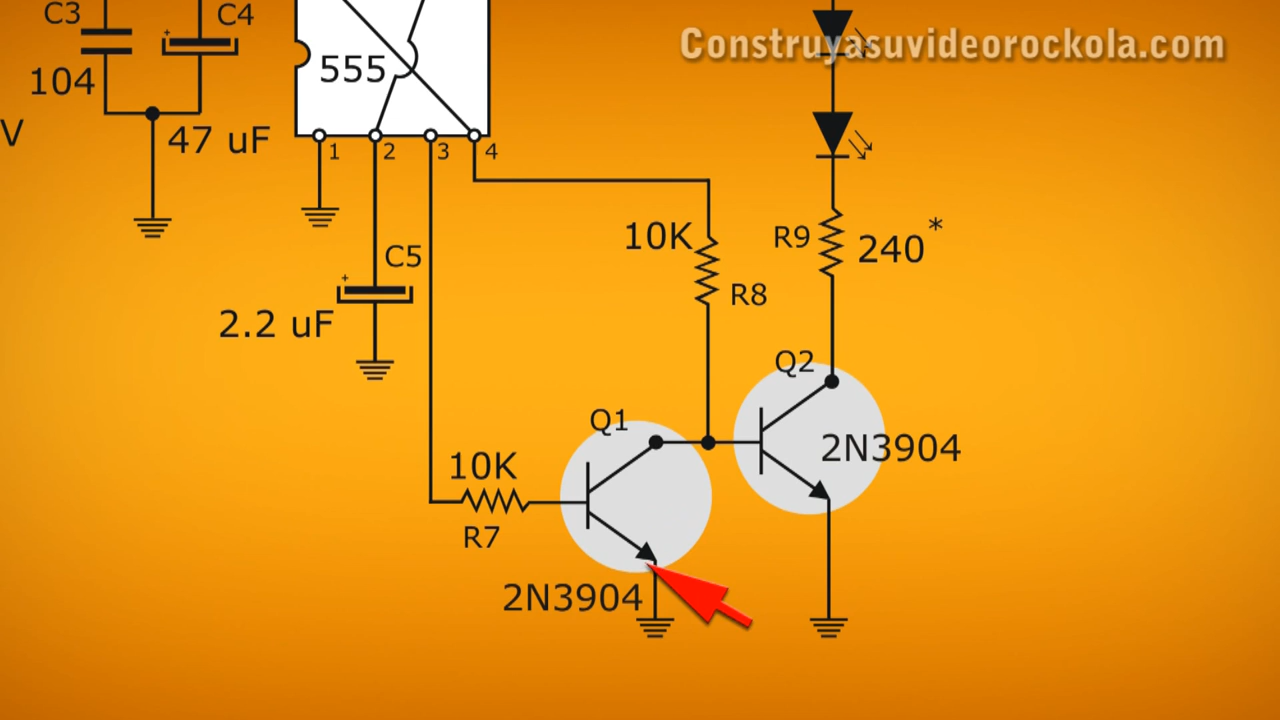 C3
C4
Construyasuvideorockola.com
104
555
V
47 uF
1
2
3
4
10K
R9
240*
C5
+
R8
2.2 uF
Q2
Q1
2N3904
10K
R7
2N3904